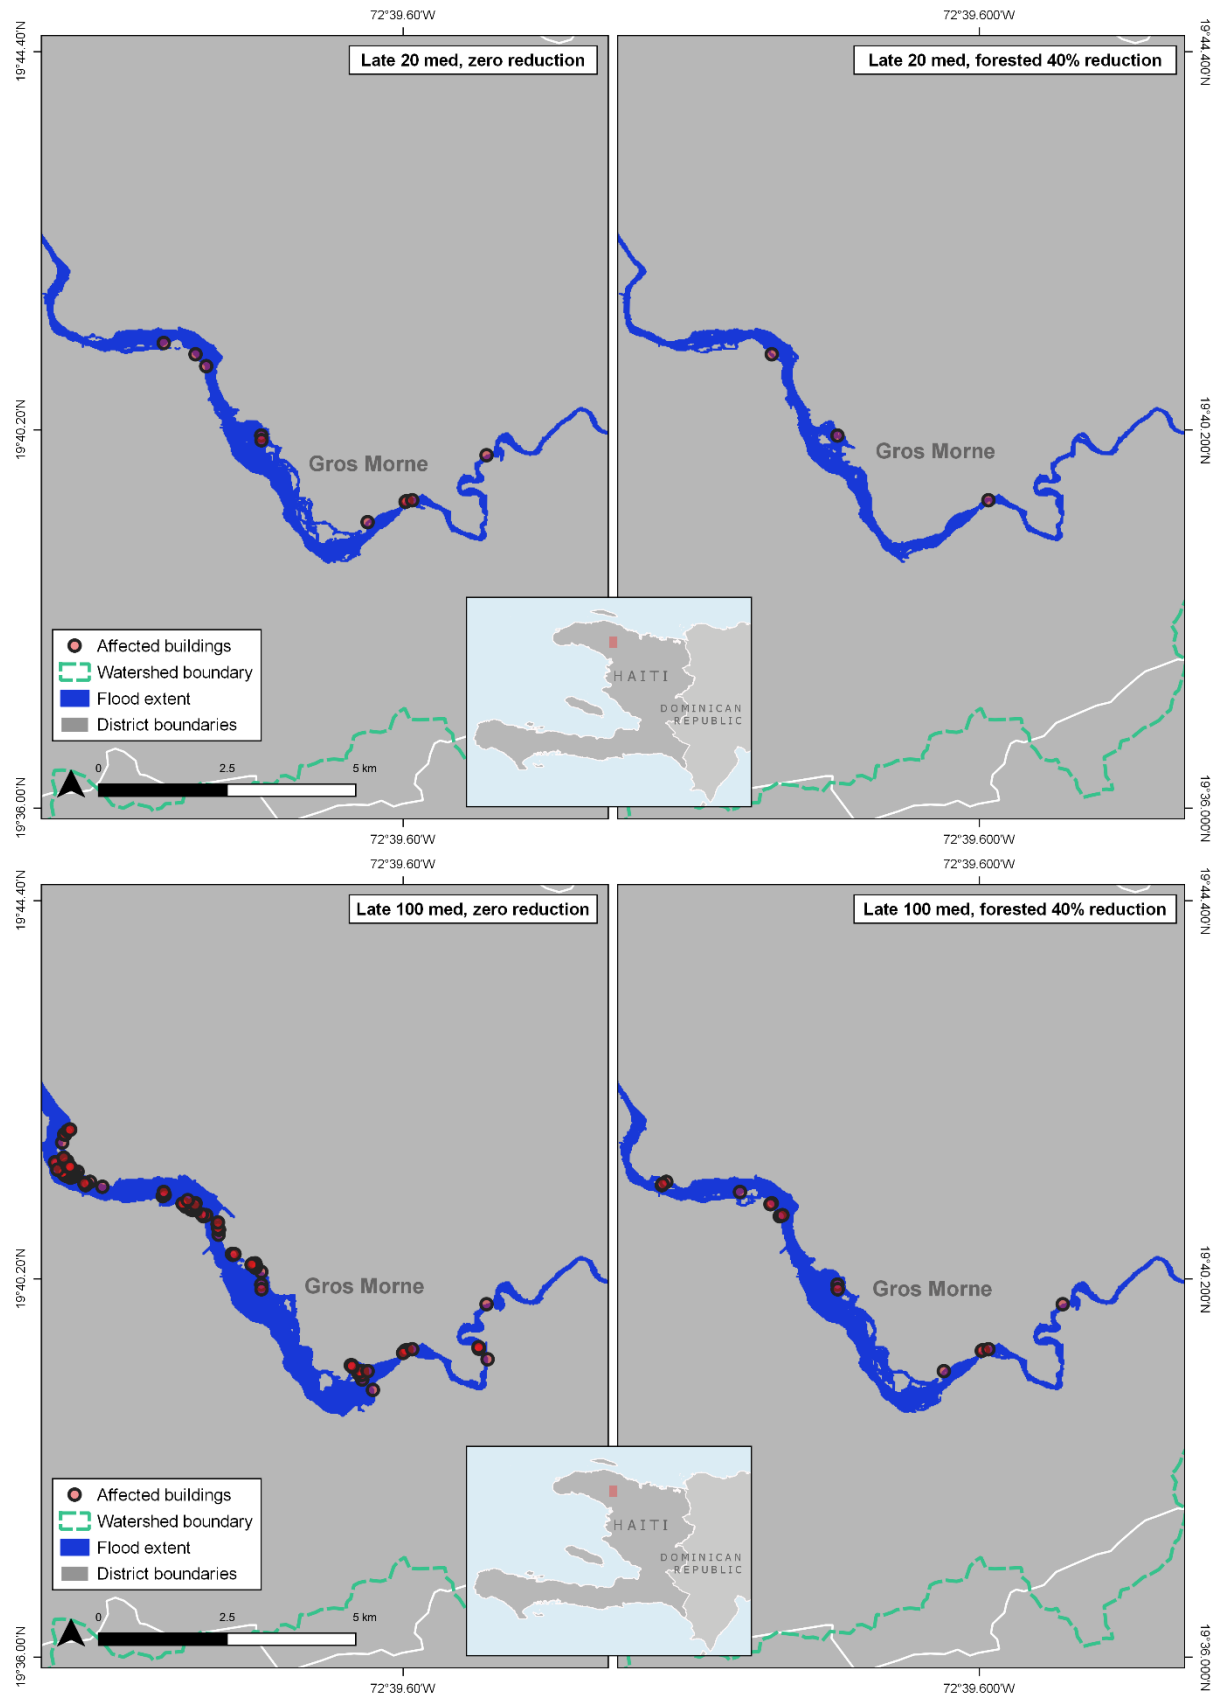 72°39.60'W
72°39.600'W
19°44.40'N
Late 20 med, zero reduction
Late 20 med, forested 40% reduction
19°44.400'N
19°40.20'N
Gros Morne
Gros Morne
19°40.200'N
Affected buildings
Watershed boundary
Flood extent
District boundaries
0
2.5
5 km
HAITI
DOMINICAN
REPUBLIC
19°36.00'N
19°36.000'N
72°39.60'W
72°39.600'W
72°39.60'W
72°39.600'W
19°44.40'N
Late 100 med, zero reduction
Late 100 med, forested 40% reduction
19°44.400'N
19°40.20'N
Gros Morne
Gros Morne
19°40.200'N
Affected buildings
Watershed boundary
Flood extent
District boundaries
0
2.5
5 km
HAITI
DOMINICAN
REPUBLIC
19°36.00'N
19°36.000'N
72°39.60'W
72°39.600'W